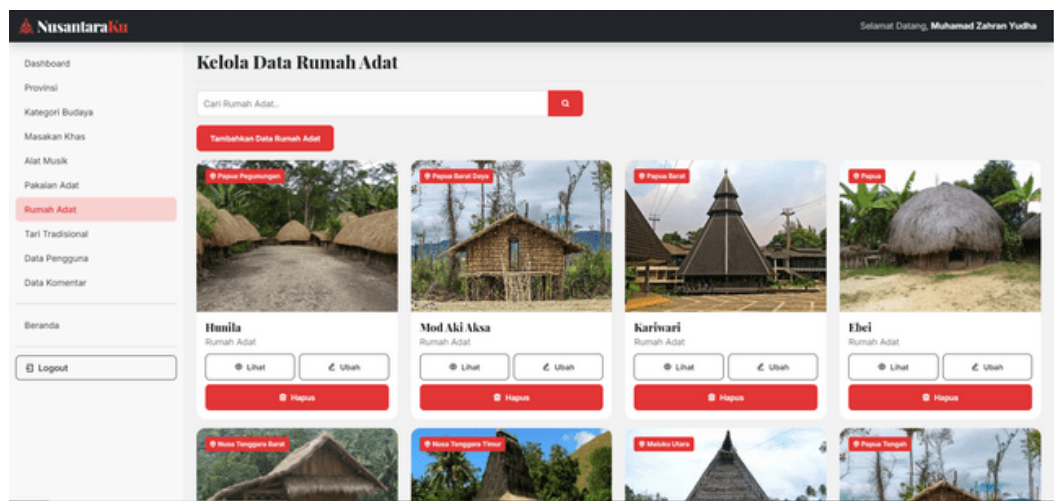 NusantaraKu
Selamat Datang, Muhamad Zahran Yudha
Dashboard
Provinsi
Kategori Budaya
Masakan Khas
Alat Musik
Pakaian Adat
Rumah Adat
Tari Tradisional
Data Pengguna
Data Komentar
Beranda
Logout
Kelola Data Rumah Adat
Cari Rumah Adat..
Tambahkan Data Rumah Adat
Papua Pegunungan
Hunila
Rumah Adat
Lihat
Ubah
Hapus
Papua Barat Daya
Mod Aki Aksa
Rumah Adat
Lihat
Ubah
Hapus
Papua Barat
Kariwari
Rumah Adat
Lihat
Ubah
Hapus
Papua
Ebei
Rumah Adat
Lihat
Ubah
Hapus
Nusa Tenggara Barat
Nusa Tenggara Timur
Maluku Utara
Papua Tengah